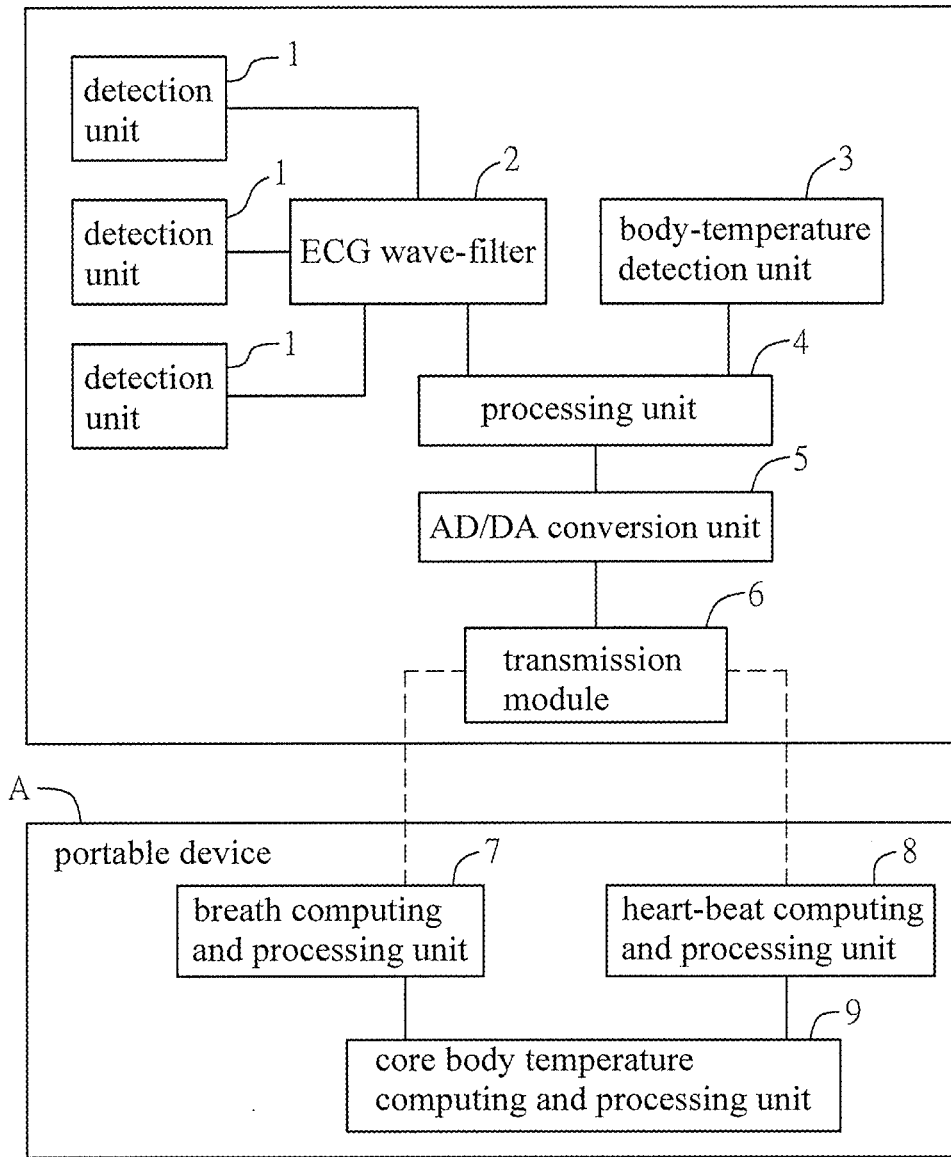 1
detection
unit
1
detection
unit
2
ECG wave-filter
3
body-temperature
detection unit
1
detection
unit
4
processing unit
5
AD/DA conversion unit
6
transmission
module
A
portable device
7
breath computing
and processing unit
8
heart-beat computing
and processing unit
9
core body temperature
computing and processing unit